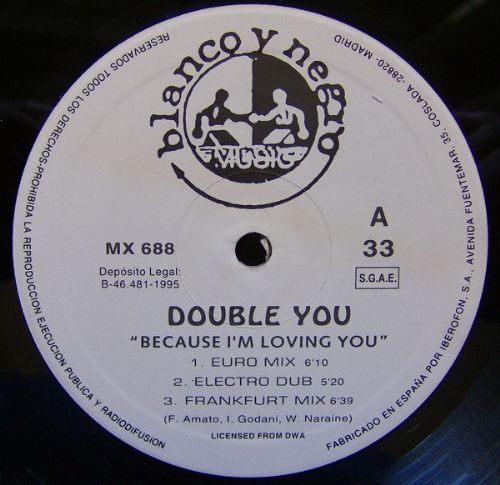 blanco y negro
MUSIC
RESERVADOS TODOS LOS DERECHOS-PROHIBIDA LA REPRODUCCION EJECUCION PUBLICA Y RADIODIFUSION
FABRICADO EN ESPAÑA POR IBEROFON, S.A., AVENIDA FUENTEMAR, 35, COSLADA -28820- MADRID
A
MX 688
33
Depósito Legal:
B-46.481-1995
S.G.A.E.
DOUBLE YOU
"BECAUSE I'M LOVING YOU"
1. EURO MIX 6'10
2. ELECTRO DUB 5'20
3. FRANKFURT MIX 6'39
(F. Amato, I. Godani, W. Naraine)
LICENSED FROM DWA